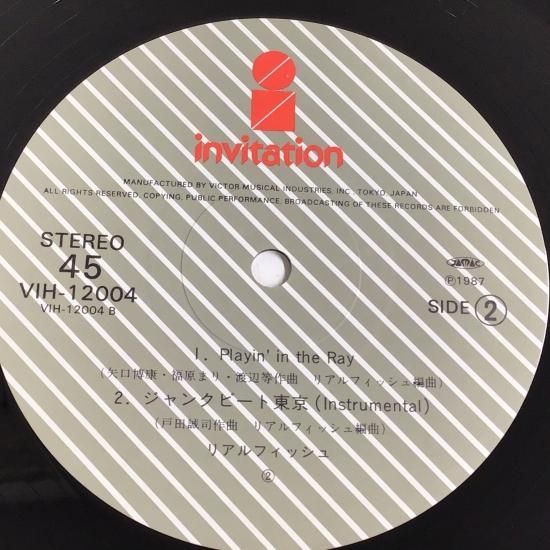 invitation
MANUFACTURED BY VICTOR MUSICAL INDUSTRIES, INC., TOKYO, JAPAN
ALL RIGHTS RESERVED, COPYING, PUBLIC PERFORMANCE, BROADCASTING OF THESE RECORDS ARE FORBIDDEN
STEREO
45
VIH-12004
VIH-12004 B
JASRAC
Ⓟ1987
SIDE ②
1. Playin' in the Ray
(矢口博康・福原まり・渡辺等作曲 リアルフィッシュ編曲)
2. ジャンクビート東京 (Instrumental)
(戸田誠司作曲 リアルフィッシュ編曲)
リアルフィッシュ
②